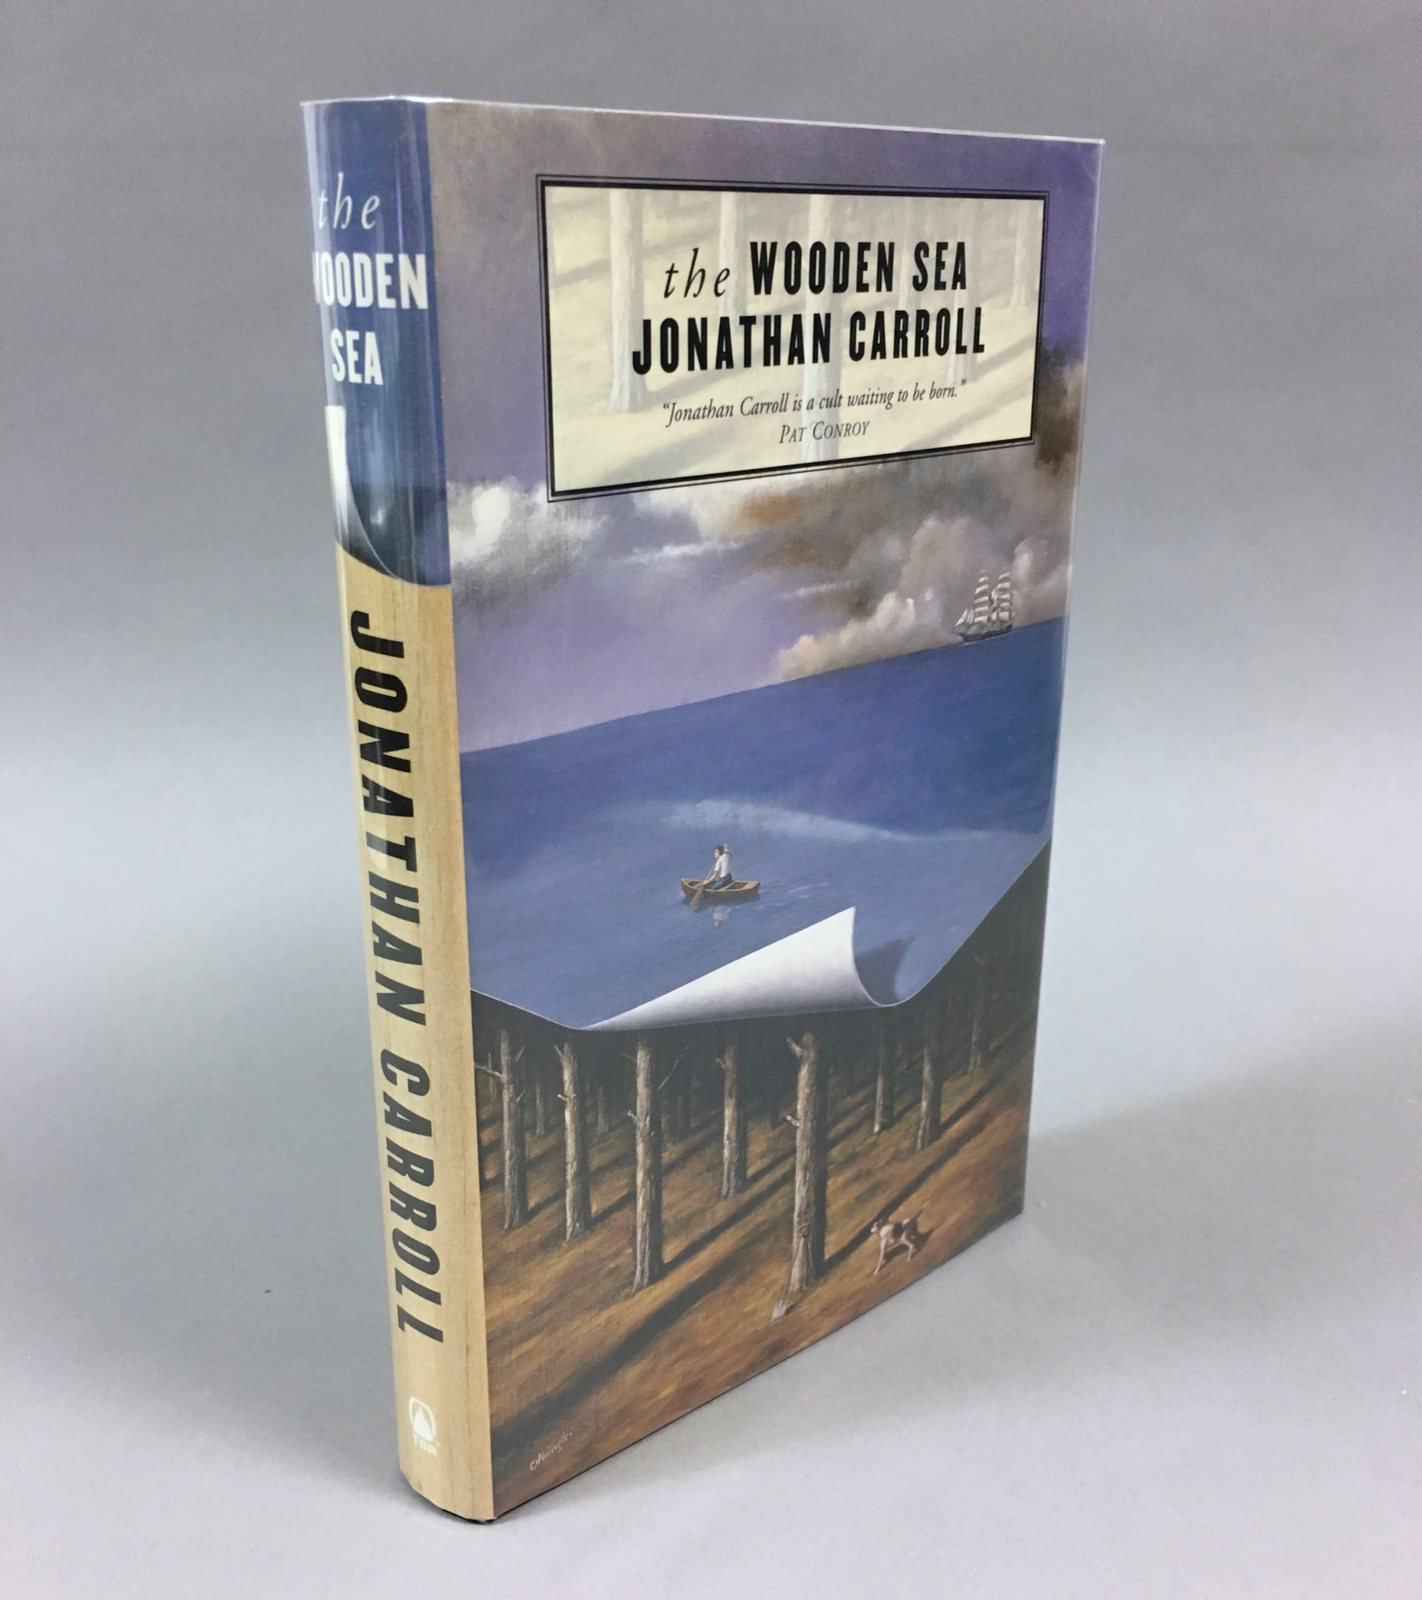 the
WOODEN
SEA
JONATHAN CARROLL
TOR
the WOODEN SEA
JONATHAN CARROLL
“Jonathan Carroll is a cult waiting to be born.”
PAT CONROY